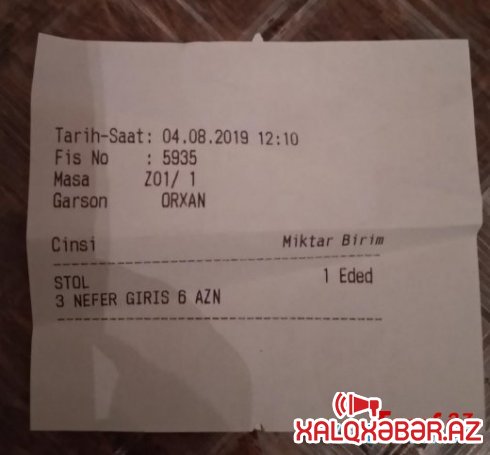 Tarih-Saat: 04.08.2019 12:10
Fis No : 5935
Masa Z01/ 1
Garson ORXAN
Cinsi Miktar Birim
STOL 1 Eded
3 NEFER GIRIS 6 AZN
XALQXƏBƏR.AZ